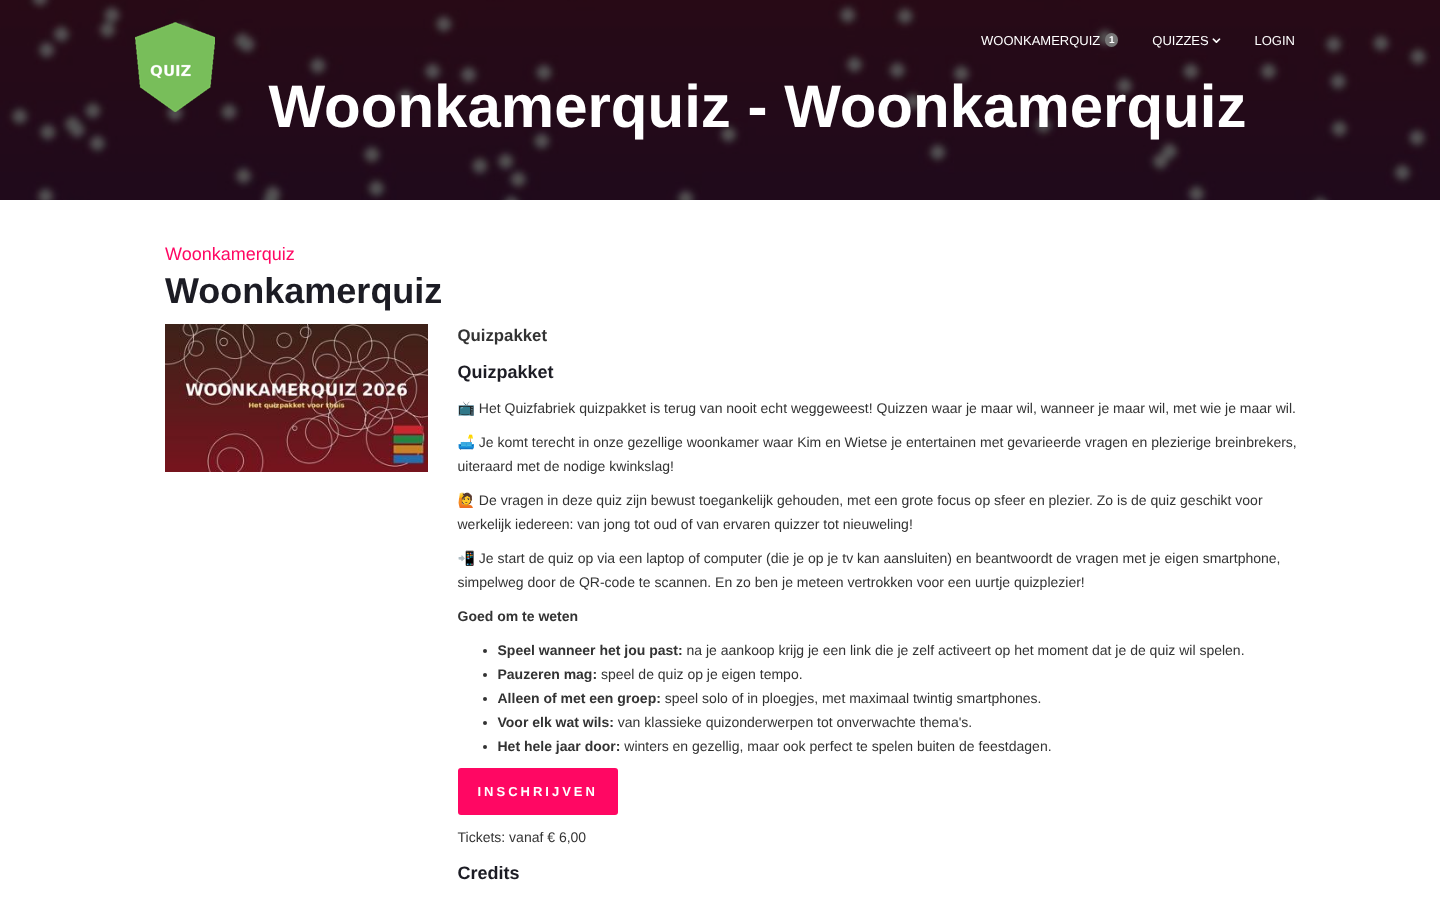 QUIZ
WOONKAMERQUIZ 1
QUIZZES
LOGIN
Woonkamerquiz - Woonkamerquiz
Woonkamerquiz
Woonkamerquiz
WOONKAMERQUIZ 2026
Het quizpakket voor thuis
Quizpakket
Quizpakket
📺 Het Quizfabriek quizpakket is terug van nooit echt weggeweest! Quizzen waar je maar wil, wanneer je maar wil, met wie je maar wil.
🛋️ Je komt terecht in onze gezellige woonkamer waar Kim en Wietse je entertainen met gevarieerde vragen en plezierige breinbrekers,
uiteraard met de nodige kwinkslag!
🙋 De vragen in deze quiz zijn bewust toegankelijk gehouden, met een grote focus op sfeer en plezier. Zo is de quiz geschikt voor
werkelijk iedereen: van jong tot oud of van ervaren quizzer tot nieuweling!
📲 Je start de quiz op via een laptop of computer (die je op je tv kan aansluiten) en beantwoordt de vragen met je eigen smartphone,
simpelweg door de QR-code te scannen. En zo ben je meteen vertrokken voor een uurtje quizplezier!
Goed om te weten
• Speel wanneer het jou past: na je aankoop krijg je een link die je zelf activeert op het moment dat je de quiz wil spelen.
• Pauzeren mag: speel de quiz op je eigen tempo.
• Alleen of met een groep: speel solo of in ploegjes, met maximaal twintig smartphones.
• Voor elk wat wils: van klassieke quizonderwerpen tot onverwachte thema's.
• Het hele jaar door: winters en gezellig, maar ook perfect te spelen buiten de feestdagen.
INSCHRIJVEN
Tickets: vanaf € 6,00
Credits